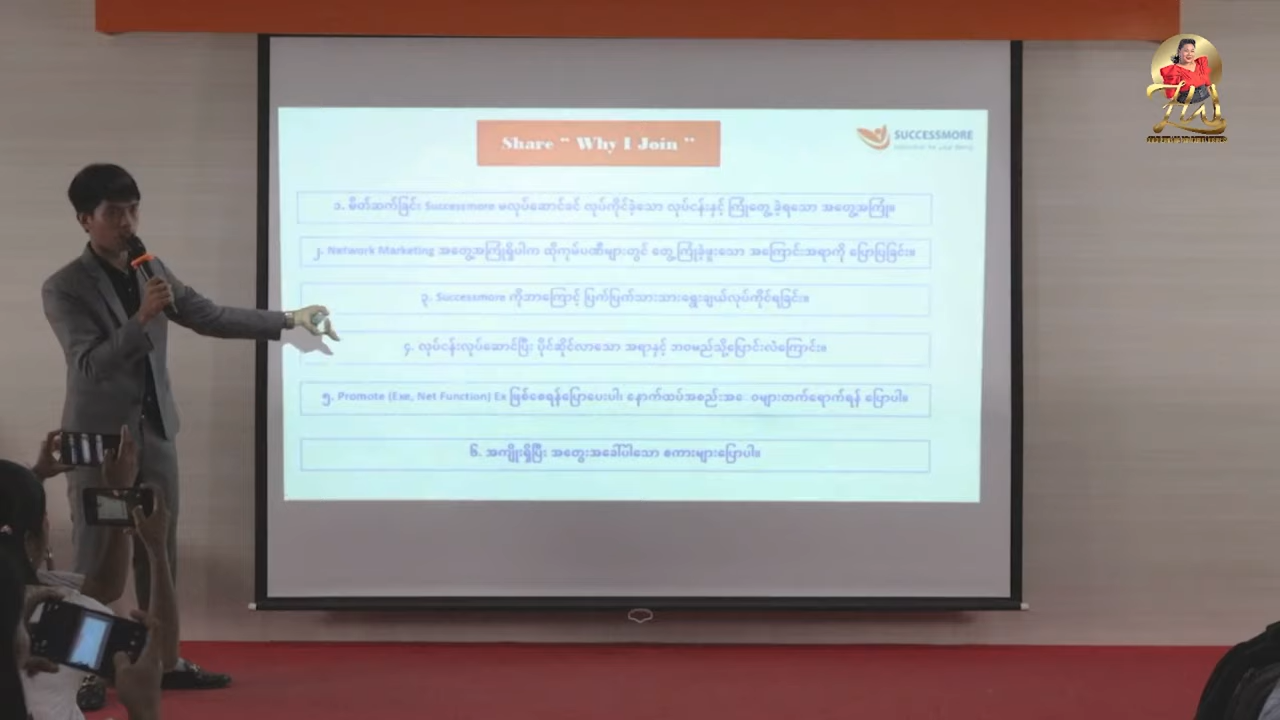 Share “ Why I Join ”
SUCCESSMORE
၁. မိတ်ဆက်ခြင်း Successmore မလုပ်ဆောင်ခင် လုပ်ကိုင်ခဲ့သော လုပ်ငန်းနှင့် ကြုံတွေ့ခဲ့ရသော အတွေ့အကြုံ။
၂. Network Marketing အတွေ့အကြုံရှိပါက ထိုကုမ္ပဏီများတွင် တွေ့ကြုံခဲ့ဖူးသော အကြောင်းအရာကို ပြောပြခြင်း။
၃. Successmore ကိုဘာကြောင့် ပြက်ပြက်သားသားရွေးချယ်လုပ်ကိုင်ရခြင်း။
၄. လုပ်ငန်းလုပ်ဆောင်ပြီး ပိုင်ဆိုင်လာသော အရာနှင့် ဘဝမည်သို့ပြောင်းလဲကြောင်း။
၅. Promote (Exe, Net Function) Ex ဖြစ်စေရန်ပြောပေးပါ၊ နောက်ထပ်အစည်းအဝေးများတက်ရောက်ရန် ပြောပါ။
၆. အကျိုးရှိပြီး အတွေးအခေါ်ပါသော စကားများပြောပါ။